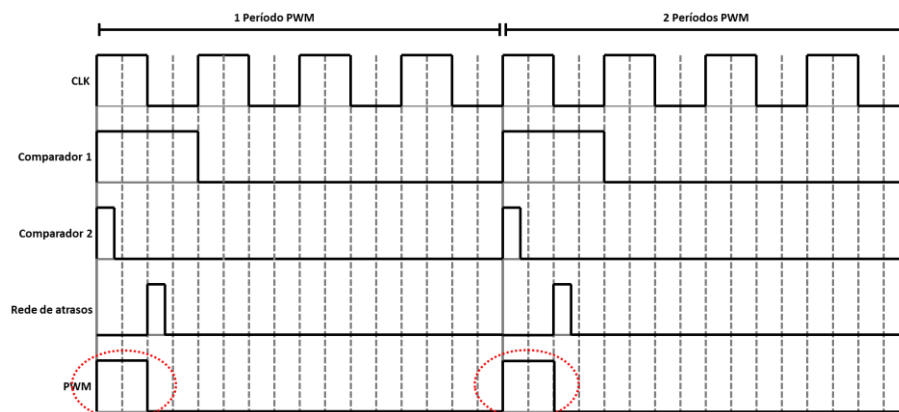 1 Período PWM
2 Períodos PWM
CLK
Comparador 1
Comparador 2
Rede de atrasos
PWM